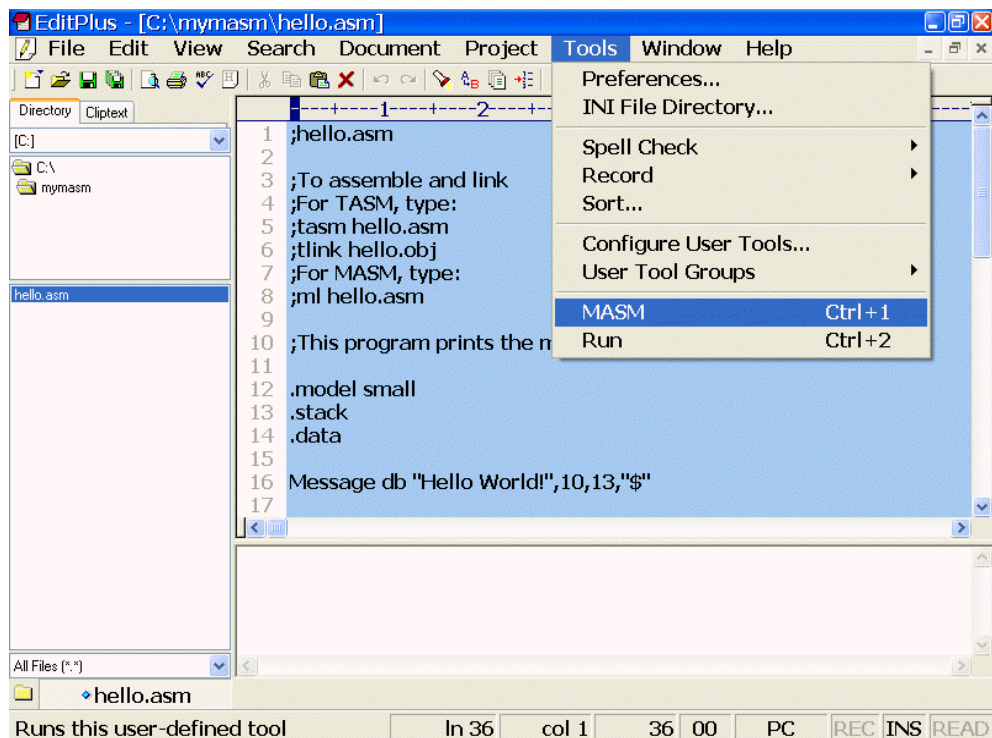 EditPlus - [C:\mymasm\hello.asm]
File Edit View Search Document Project Tools Window Help
Preferences...
INI File Directory...
Spell Check
Record
Sort...
Configure User Tools...
User Tool Groups
MASM Ctrl+1
Run Ctrl+2
Directory Cliptext
[C:]
C:\
mymasm
hello.asm
All Files (*.*)
----+----1----+----2----+--
1 ;hello.asm
2
3 ;To assemble and link
4 ;For TASM, type:
5 ;tasm hello.asm
6 ;tlink hello.obj
7 ;For MASM, type:
8 ;ml hello.asm
9
10 ;This program prints the m
11
12 .model small
13 .stack
14 .data
15
16 Message db "Hello World!",10,13,"$"
17
hello.asm
Runs this user-defined tool ln 36 col 1 36 00 PC REC INS READ